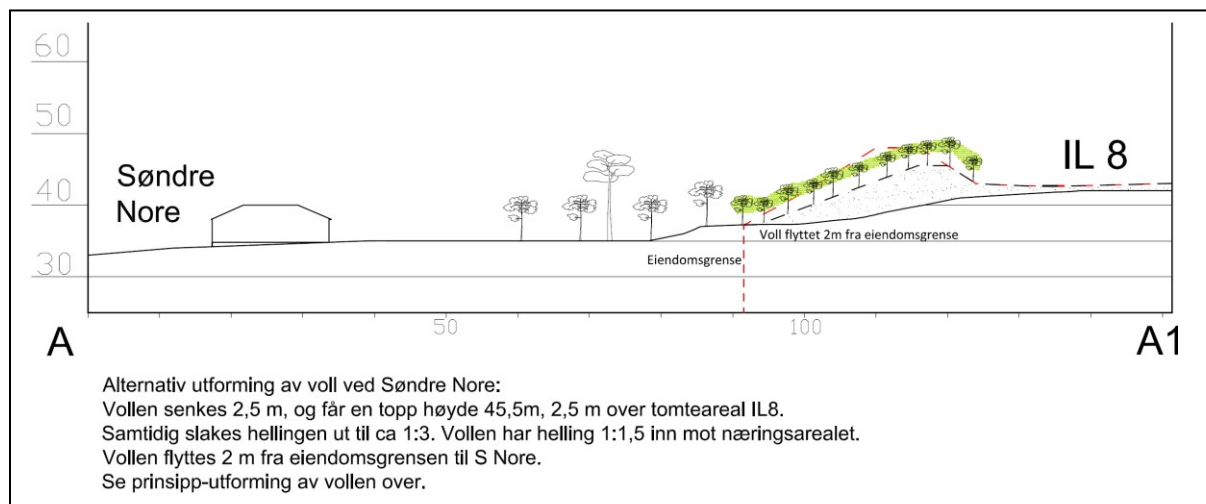 60
50
40
30
Søndre
Nore
IL 8
Voll flyttet 2m fra eiendomsgrense
Eiendomsgrense
50
100
A
A1
Alternativ utforming av voll ved Søndre Nore:
Vollen senkes 2,5 m, og får en topp høyde 45,5m, 2,5 m over tomteareal IL8.
Samtidig slakes hellingen ut til ca 1:3. Vollen har helling 1:1,5 inn mot næringsarealet.
Vollen flyttes 2 m fra eiendomsgrensen til S Nore.
Se prinsipp-utforming av vollen over.